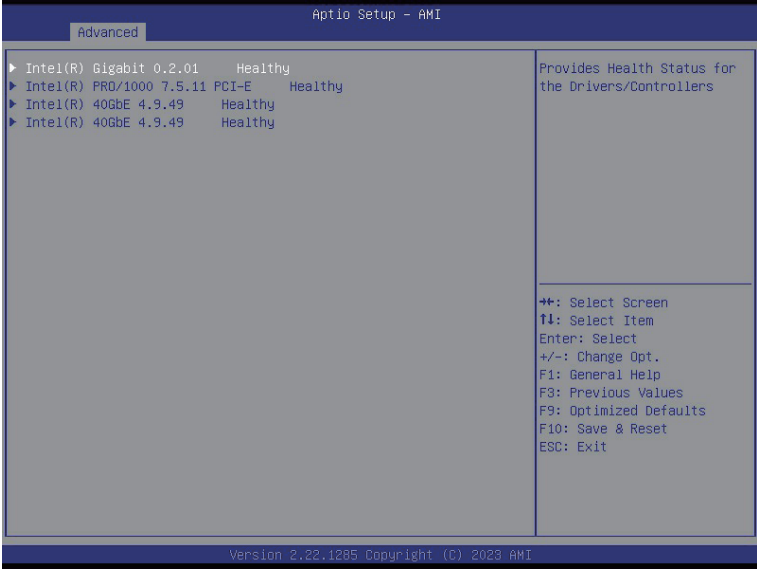 Aptio Setup – AMI
Advanced
▶ Intel(R) Gigabit 0.2.01 Healthy
▶ Intel(R) PRO/1000 7.5.11 PCI-E Healthy
▶ Intel(R) 40GbE 4.9.49 Healthy
▶ Intel(R) 40GbE 4.9.49 Healthy
Provides Health Status for
the Drivers/Controllers
→←: Select Screen
↑↓: Select Item
Enter: Select
+/-: Change Opt.
F1: General Help
F3: Previous Values
F9: Optimized Defaults
F10: Save & Reset
ESC: Exit
Version 2.22.1285 Copyright (C) 2023 AMI